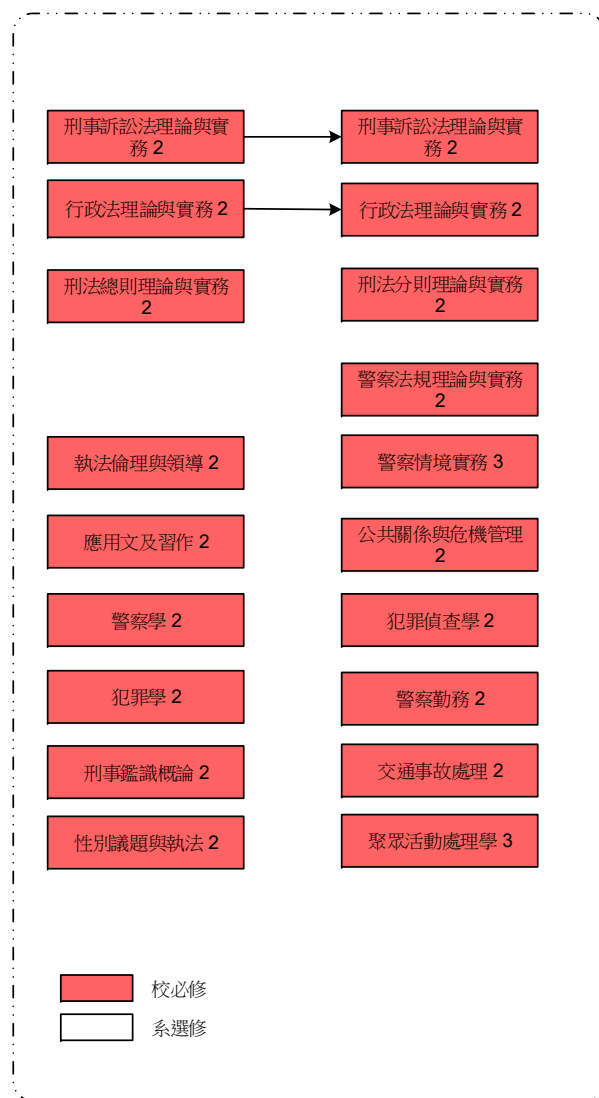 刑事訴訟法理論與實
務 2
刑事訴訟法理論與實
務 2
行政法理論與實務 2
行政法理論與實務 2
刑法總則理論與實務
2
刑法分則理論與實務
2
警察法規理論與實務
2
執法倫理與領導 2
警察情境實務 3
應用文及習作 2
公共關係與危機管理
2
警察學 2
犯罪偵查學 2
犯罪學 2
警察勤務 2
刑事鑑識概論 2
交通事故處理 2
性別議題與執法 2
聚眾活動處理學 3
校必修
系選修